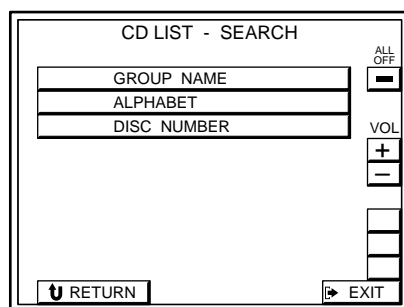 CD LIST - SEARCH
ALL
OFF
GROUP NAME
ALPHABET
DISC NUMBER
VOL
+
−
RETURN
EXIT